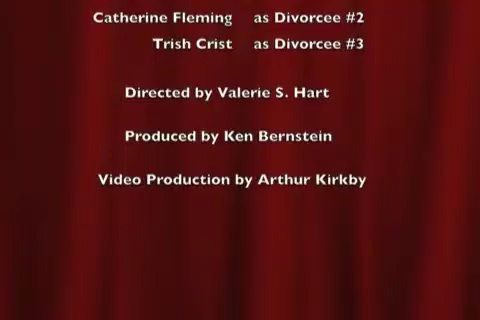 Catherine Fleming as Divorcee #2
Trish Crist as Divorcee #3
Directed by Valerie S. Hart
Produced by Ken Bernstein
Video Production by Arthur Kirkby